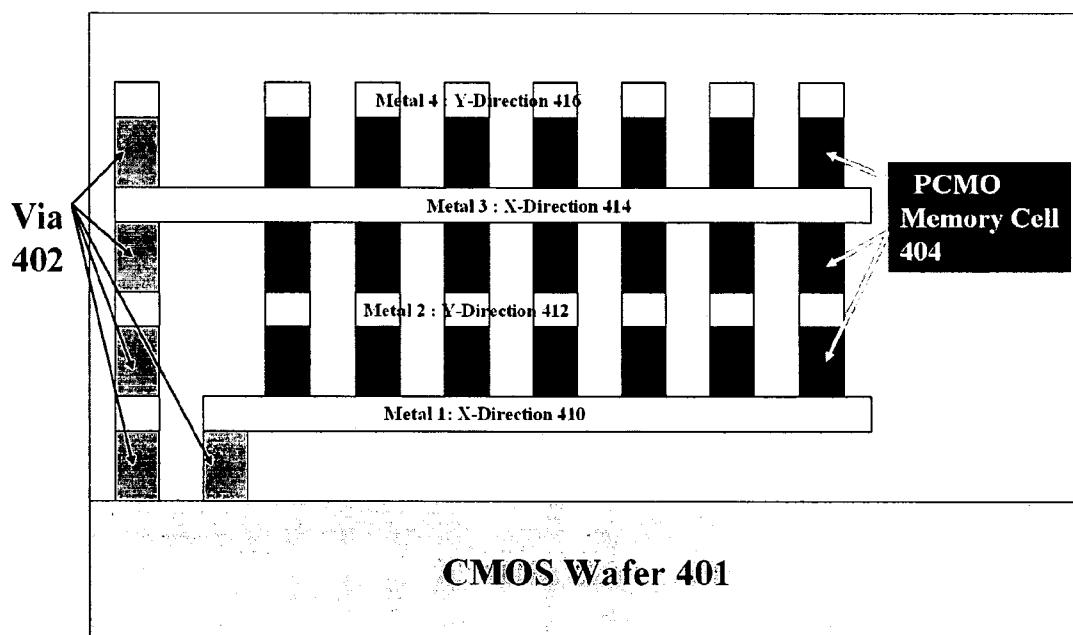 Metal 4 : Y-Direction 416
PCMO
Memory Cell
404
Metal 3 : X-Direction 414
Via
402
Metal 2 : Y-Direction 412
Metal 1: X-Direction 410
CMOS Wafer 401